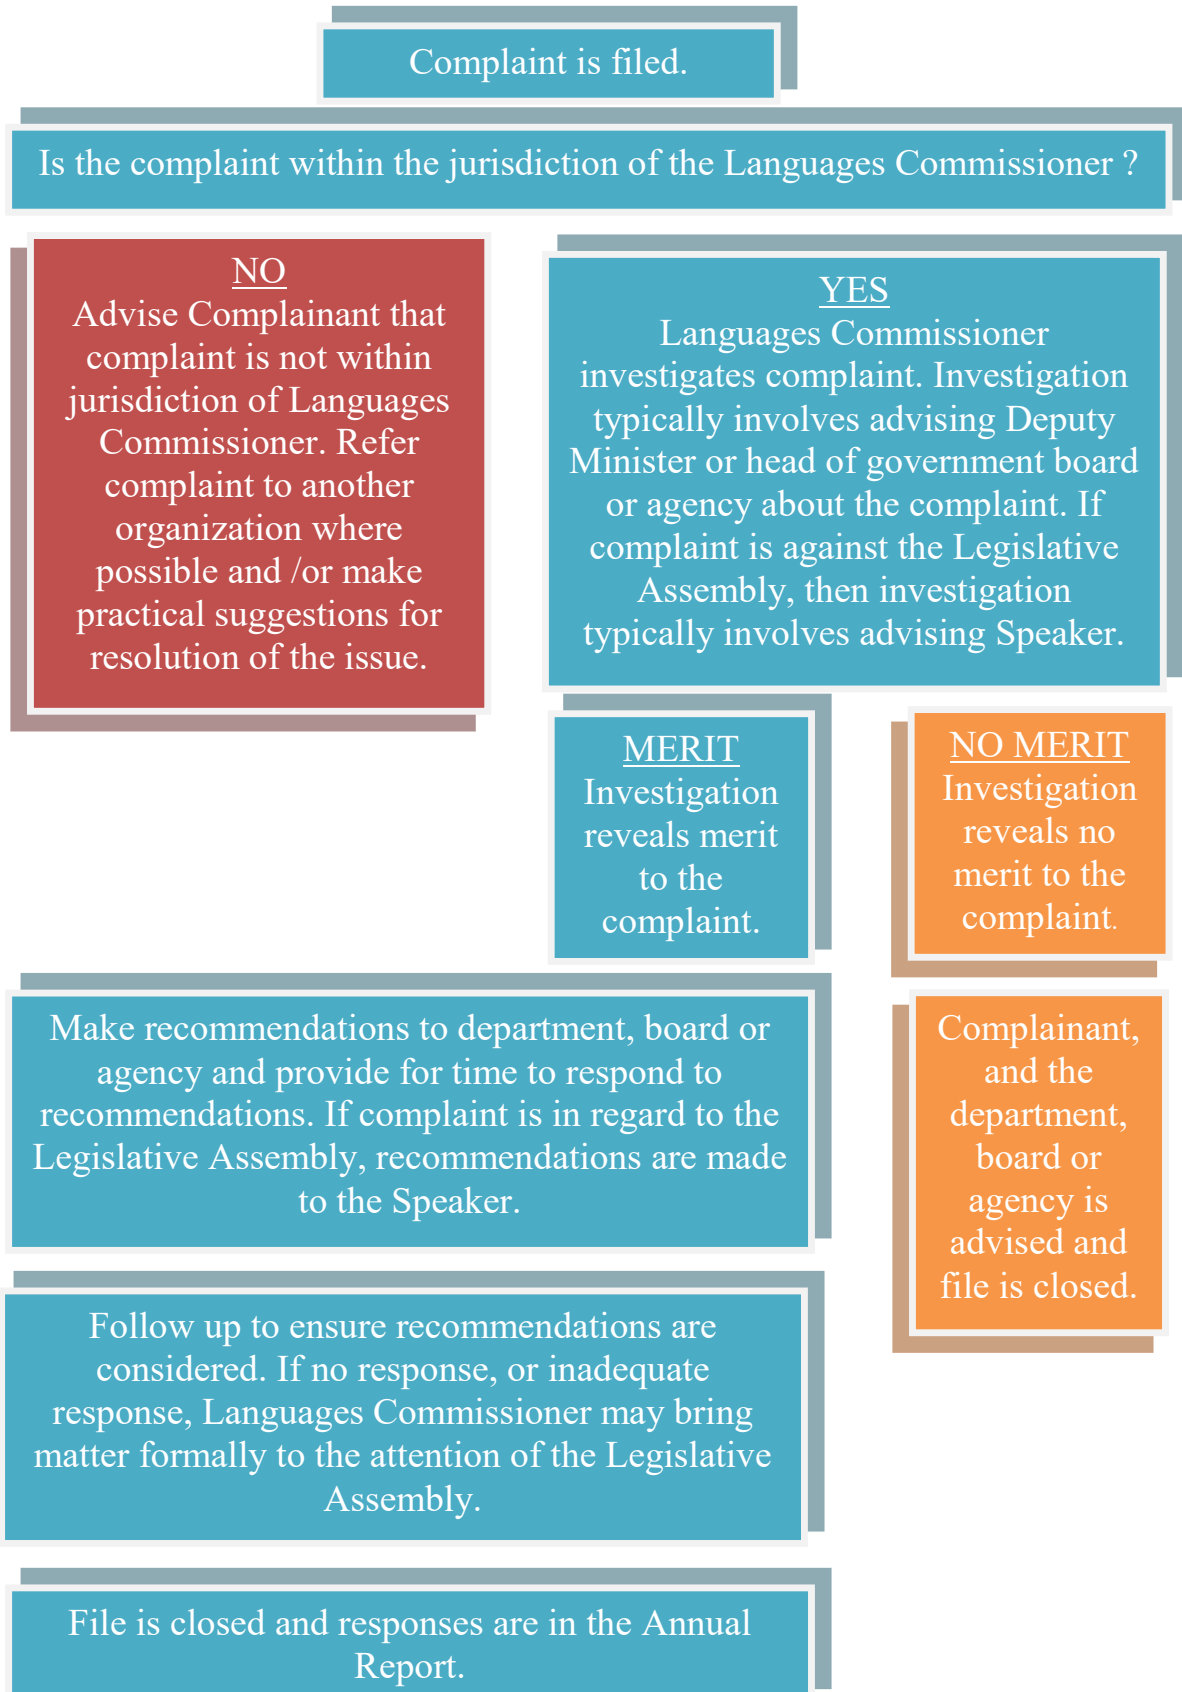 Complaint is filed.
Is the complaint within the jurisdiction of the Languages Commissioner ?
NO
Advise Complainant that
complaint is not within
jurisdiction of Languages
Commissioner. Refer
complaint to another
organization where
possible and /or make
practical suggestions for
resolution of the issue.
YES
Languages Commissioner
investigates complaint. Investigation
typically involves advising Deputy
Minister or head of government board
or agency about the complaint. If
complaint is against the Legislative
Assembly, then investigation
typically involves advising Speaker.
MERIT
Investigation
reveals merit
to the
complaint.
NO MERIT
Investigation
reveals no
merit to the
complaint.
Make recommendations to department, board or
agency and provide for time to respond to
recommendations. If complaint is in regard to the
Legislative Assembly, recommendations are made
to the Speaker.
Complainant,
and the
department,
board or
agency is
advised and
file is closed.
Follow up to ensure recommendations are
considered. If no response, or inadequate
response, Languages Commissioner may bring
matter formally to the attention of the Legislative
Assembly.
File is closed and responses are in the Annual
Report.